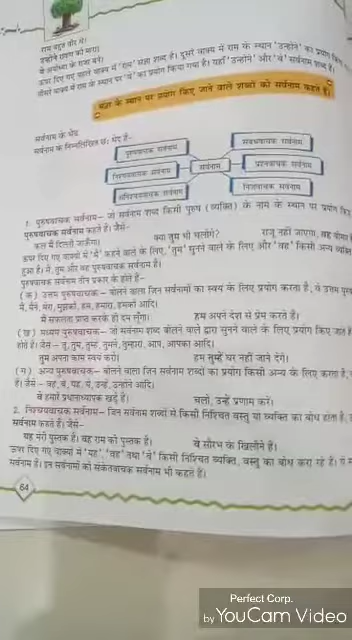 राम बहुत वीर थे।
उन्होंने रावण को मारा।
वे अयोध्या के राजा बने।
ऊपर दिए गए पहले वाक्य में 'राम' संज्ञा शब्द है। दूसरे वाक्य में राम के स्थान 'उन्होंने' का प्रयोग
तीसरे वाक्य में राम के स्थान पर 'वे' का प्रयोग किया गया है। यहाँ 'उन्होंने' और 'वे' सर्वनाम शब्द हैं।
संज्ञा के स्थान पर प्रयोग किए जाने वाले शब्दों को सर्वनाम कहते हैं।
सर्वनाम के भेद
सर्वनाम के निम्नलिखित छः भेद हैं-
पुरुषवाचक सर्वनाम
संबंधवाचक सर्वनाम
निश्चयवाचक सर्वनाम
सर्वनाम
प्रश्नवाचक सर्वनाम
अनिश्चयवाचक सर्वनाम
निजवाचक सर्वनाम
1. पुरुषवाचक सर्वनाम- जो सर्वनाम शब्द किसी पुरुष (व्यक्ति) के नाम के स्थान पर प्रयोग
पुरुषवाचक सर्वनाम कहते हैं। जैसे-
कल मैं दिल्ली जाऊँगा।
क्या तुम भी चलोगे?
राजू नहीं जाएगा, वह बीमार
ऊपर दिए गए वाक्यों में 'मैं' कहने वाले के लिए, 'तुम' सुनने वाले के लिए और 'वह' किसी अन्य व्यक्ति
हुआ है। मैं, तुम और वह पुरुषवाचक सर्वनाम हैं।
पुरुषवाचक सर्वनाम तीन प्रकार के होते हैं-
(क) उत्तम पुरुषवाचक- बोलने वाला जिन सर्वनामों का स्वयं के लिए प्रयोग करता है, वे उत्तम
मैं, मैंने, मेरा, मुझको, हम, हमारा, हमको आदि।
मैं सफलता प्राप्त करके ही दम लूँगा।
हम अपने देश से प्रेम करते हैं।
(ख) मध्यम पुरुषवाचक- जो सर्वनाम शब्द बोलने वाले द्वारा सुनने वाले के लिए प्रयोग किए जाते
होते हैं। जैसे- तू, तुम, तुम्हें, तुमने, तुम्हारा, आप, आपका आदि।
तुम अपना काम स्वयं करो।
हम तुम्हें घर नहीं जाने देंगे।
(ग) अन्य पुरुषवाचक- बोलने वाला जिन सर्वनाम शब्दों का प्रयोग किसी अन्य के लिए करता है,
हैं। जैसे- वह, वे, यह, ये, उन्हें, उन्होंने आदि।
वे हमारे प्रधानाध्यापक खड़े हैं।
चलो, उन्हें प्रणाम करें।
2. निश्चयवाचक सर्वनाम- जिन सर्वनाम शब्दों से किसी निश्चित वस्तु या व्यक्ति का बोध होता है,
सर्वनाम कहते हैं। जैसे-
यह मेरी पुस्तक है। वह राम की पुस्तक है।
वे सौरभ के खिलौने हैं।
ऊपर दिए गए वाक्यों में 'यह', 'वह' तथा 'वे' किसी निश्चित व्यक्ति, वस्तु का बोध करा रहे हैं।
सर्वनाम हैं। इन सर्वनामों को संकेतवाचक सर्वनाम भी कहते हैं।
64
Perfect Corp.
by YouCam Video